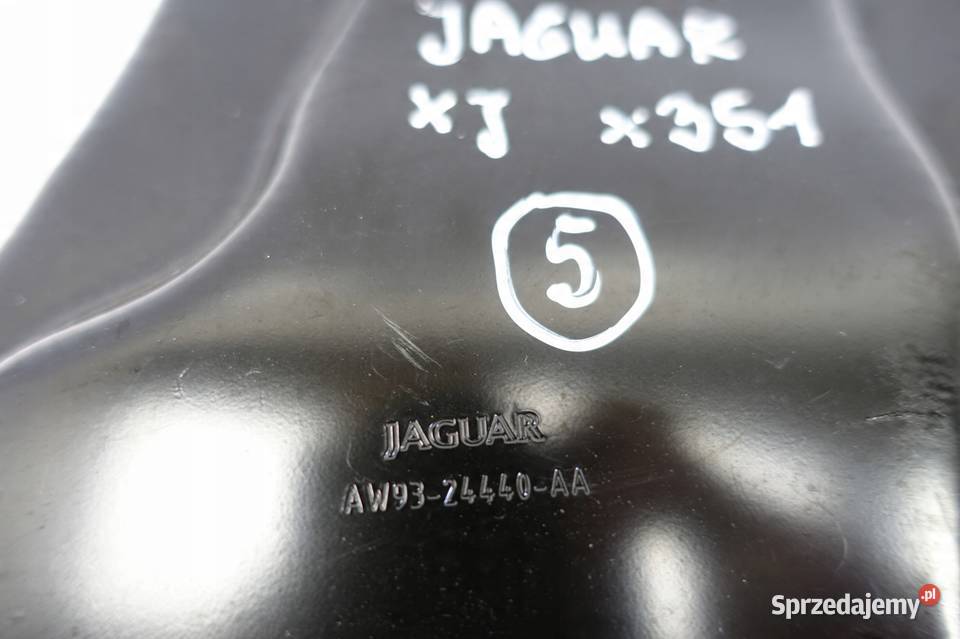 JAGUAR
XJ X351
5
JAGUAR
AW93-24440-AA
Sprzedajemy.pl